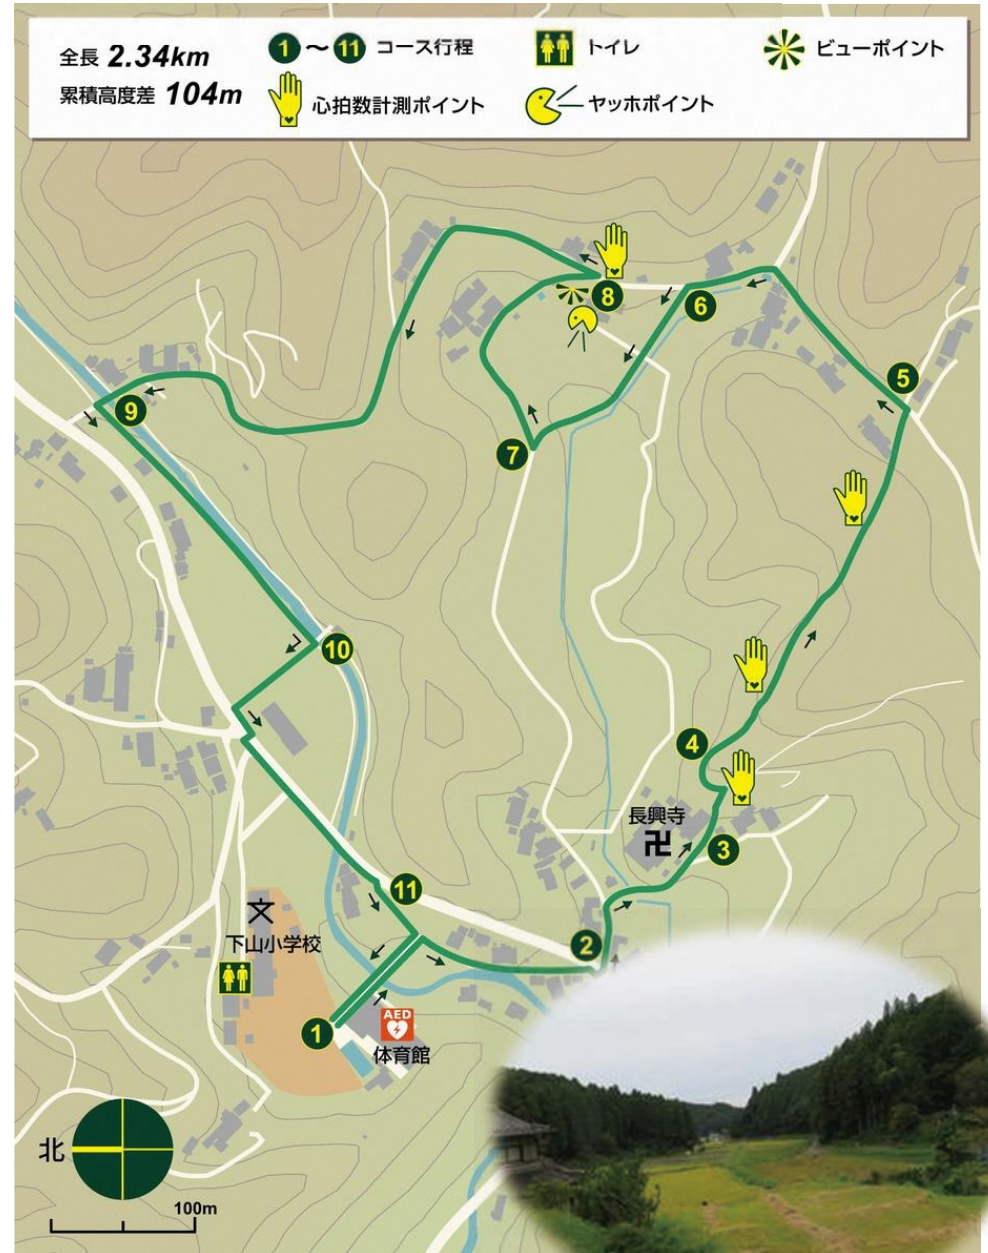 全長 2.34km
累積高度差 104m
1～11 コース行程
トイレ
ビューポイント
心拍数計測ポイント
ヤッホポイント
8
6
5
9
7
10
4
長興寺
卍
3
11
文
下山小学校
2
1
AED
体育館
北
100m